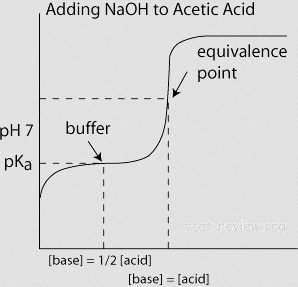 Adding NaOH to Acetic Acid
equivalence
point
pH 7
buffer
pKa
mcat-review.org
[base] = 1/2 [acid]
[base] = [acid]